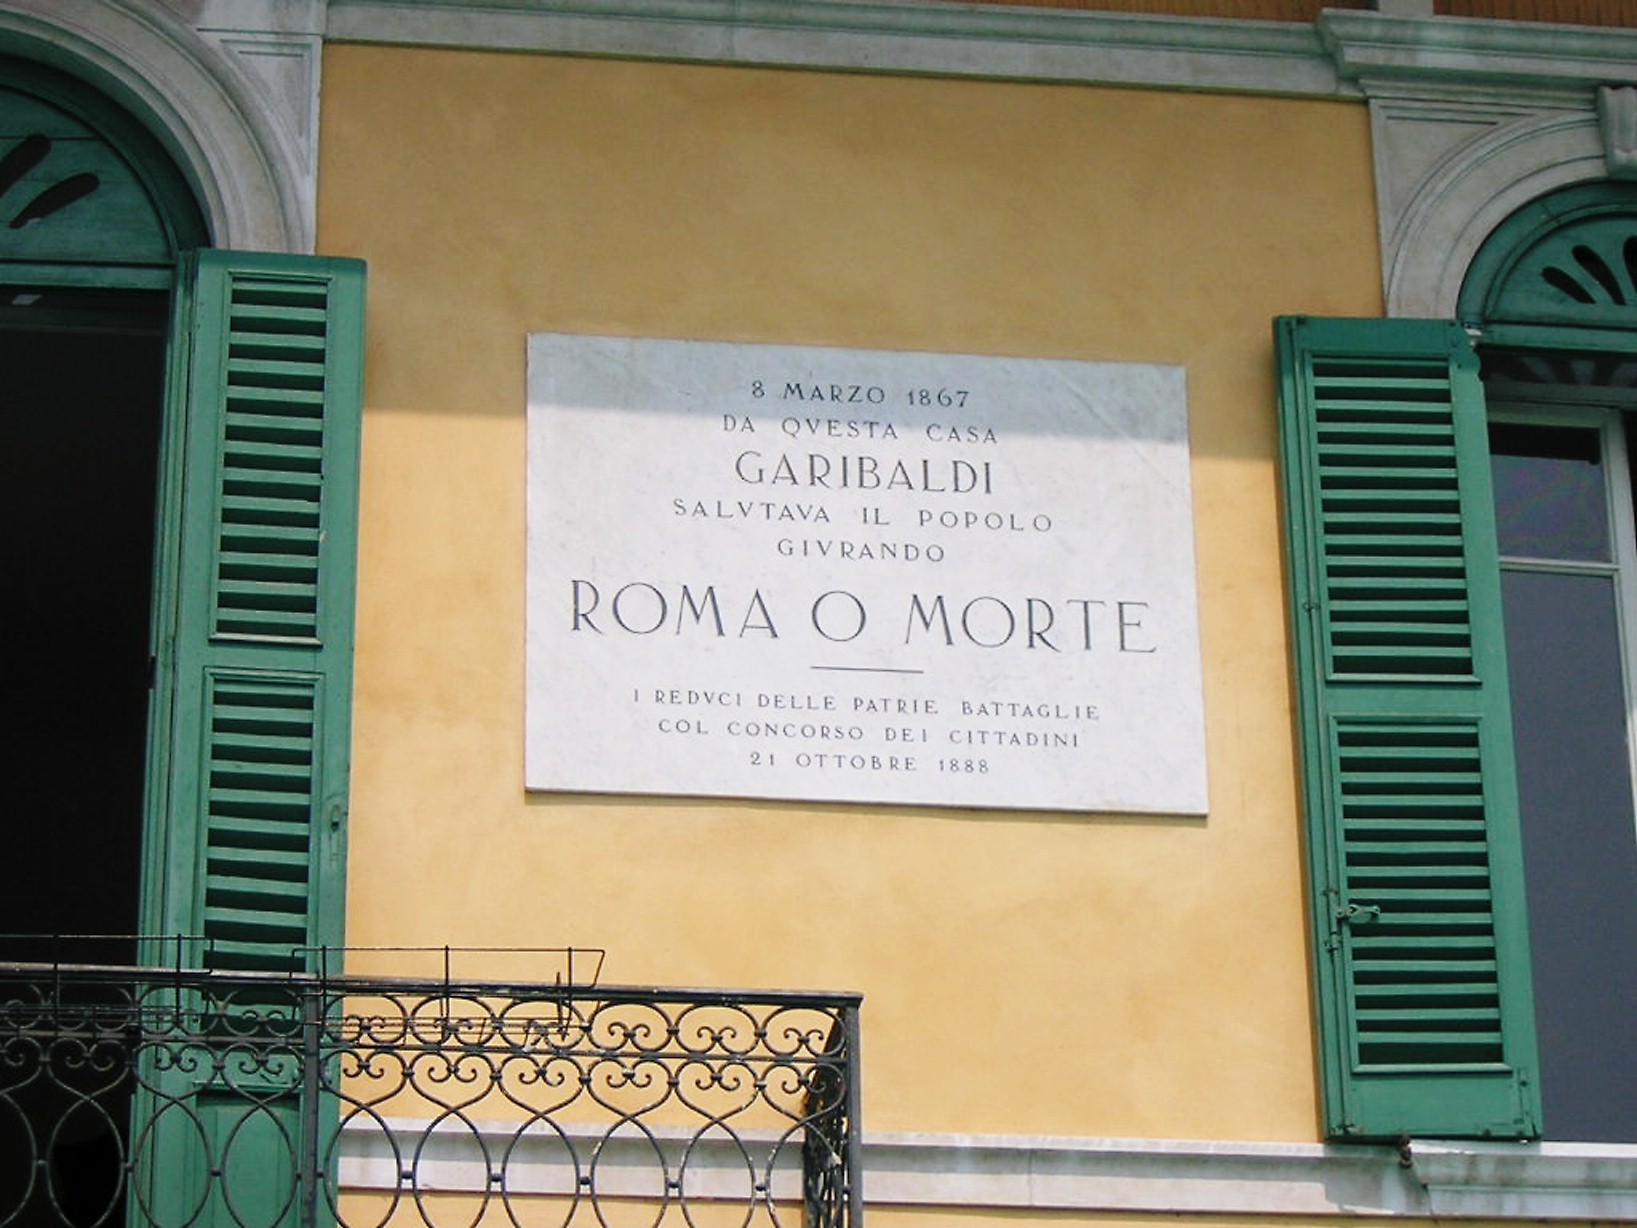 8 MARZO 1867
DA QVESTA CASA
GARIBALDI
SALVTAVA IL POPOLO
GIVRANDO
ROMA O MORTE
I REDVCI DELLE PATRIE BATTAGLIE
COL CONCORSO DEI CITTADINI
21 OTTOBRE 1888